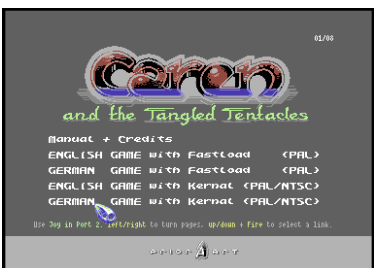 01/08
Caren
and the Tangled Tentacles
Manual + Credits
ENGLISH GAME with Fastload <PAL>
GERMAN GAME with Fastload <PAL>
ENGLISH GAME with Kernal <PAL/NTSC>
GERMAN GAME with Kernal <PAL/NTSC>
Use Joy in Port 2, left/right to turn pages, up/down + Fire to select a link.
PRIOR ART